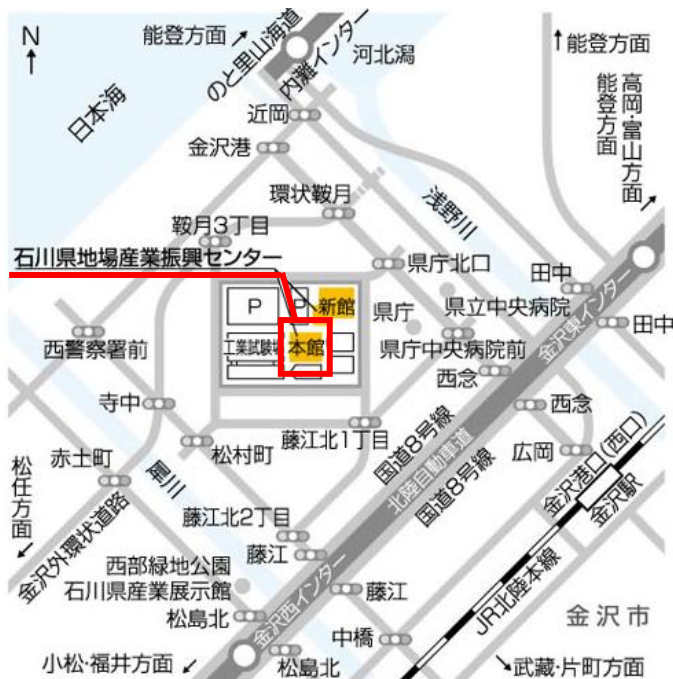 N
能登方面
のと里山海道
内灘インター
河北潟
能登方面
高岡・富山方面
能登方面
日本海
近岡
金沢港
環状鞍月
浅野川
鞍月3丁目
石川県地場産業振興センター
県庁北口
田中
P
P
新館
県庁
県立中央病院
金沢東インター
田中
西警察署前
工業試験場
本館
県庁中央病院前
西念
寺中
藤江北1丁目
国道8号線
北陸自動車道
国道8号線
西念
松村町
広岡
赤土町
犀川
松任方面
金沢外環状道路
金沢港口(西口)
金沢駅
藤江北2丁目
藤江
西部緑地公園
石川県産業展示館
藤江
JR北陸本線
松島北
金沢西インター
金沢市
中橋
小松・福井方面
松島北
武蔵・片町方面